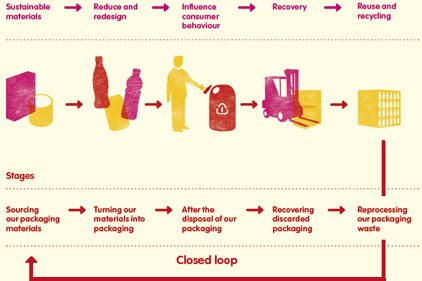 Sustainable
materials
Reduce and
redesign
Influence
consumer
behaviour
Recovery
Reuse and
recycling
Stages
Sourcing
our packaging
materials
Turning our
materials into
packaging
After the
disposal of our
packaging
Recovering
discarded
packaging
Reprocessing
our packaging
waste
Closed loop